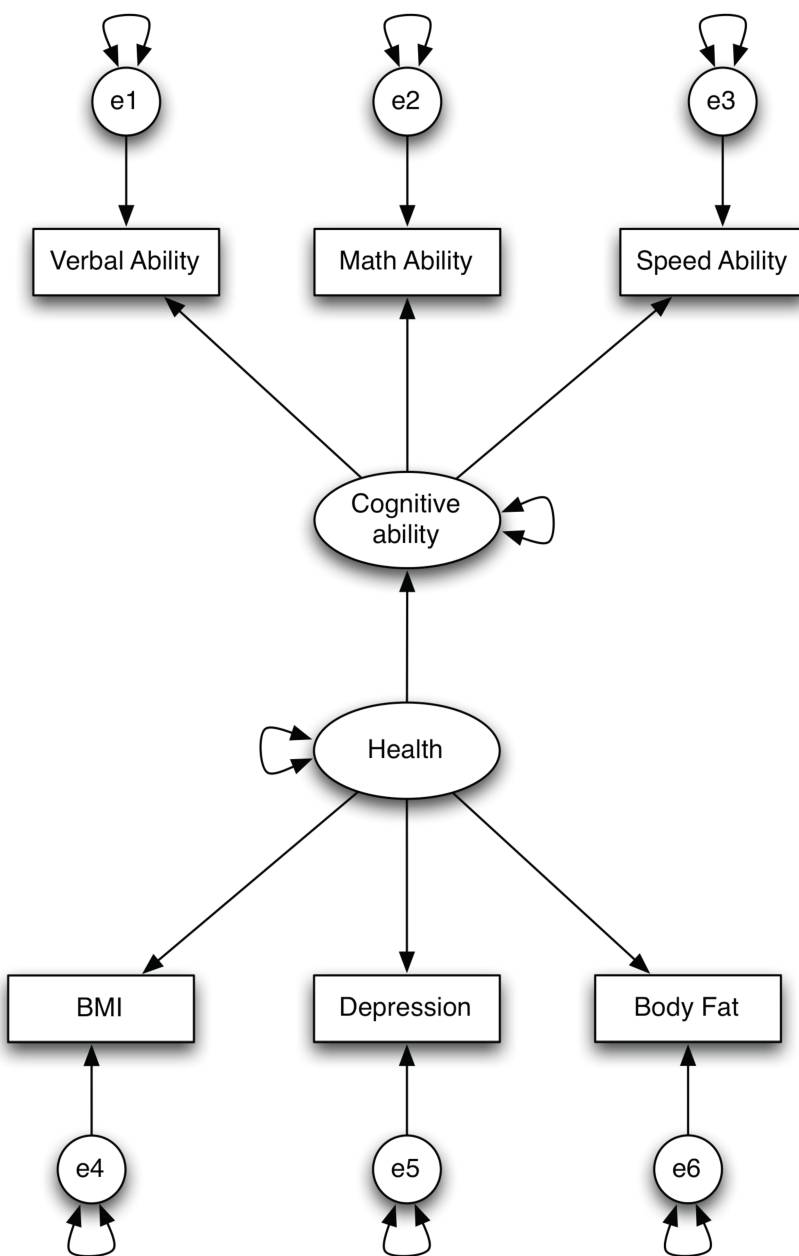 e1
e2
e3
Verbal Ability
Math Ability
Speed Ability
Cognitive
ability
Health
BMI
Depression
Body Fat
e4
e5
e6